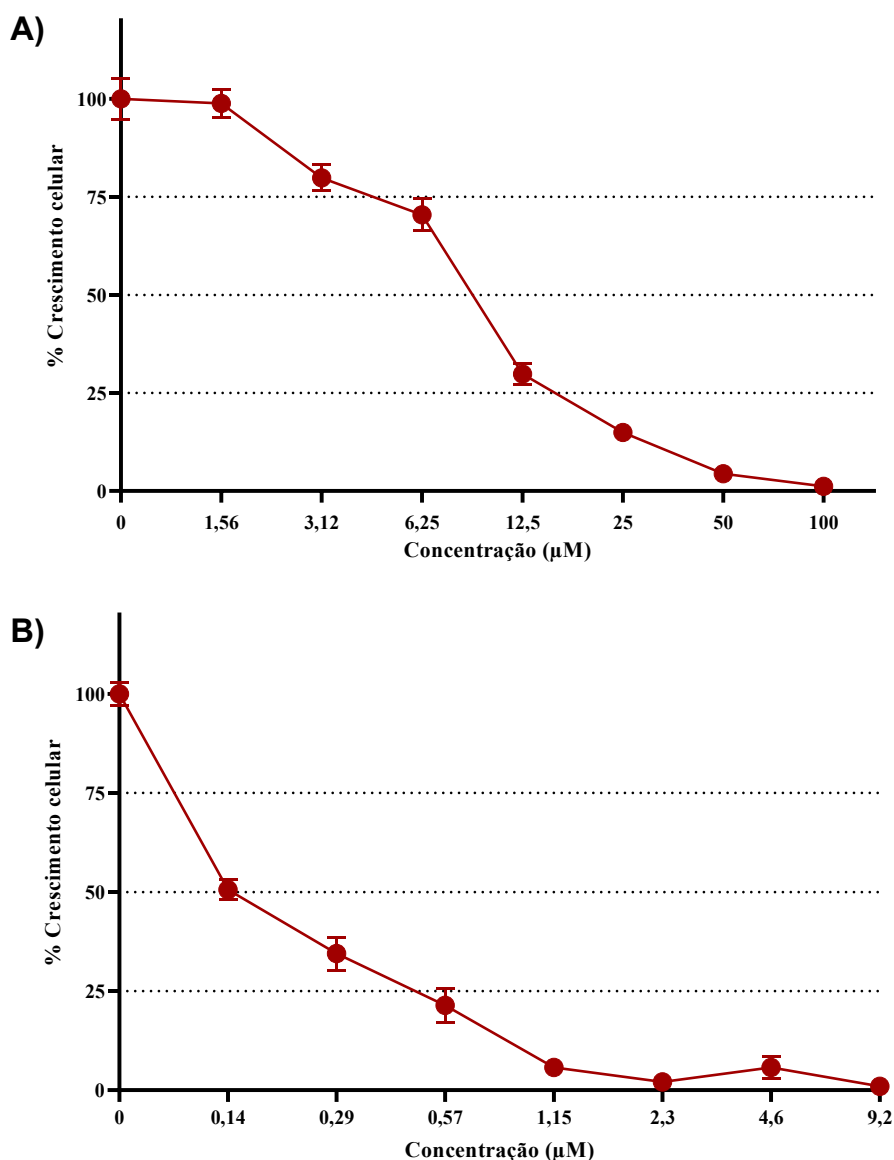 A)
% Crescimento celular
100
75
50
25
0
0 1,56 3,12 6,25 12,5 25 50 100
Concentração (µM)
B)
% Crescimento celular
100
75
50
25
0
0 0,14 0,29 0,57 1,15 2,3 4,6 9,2
Concentração (µM)